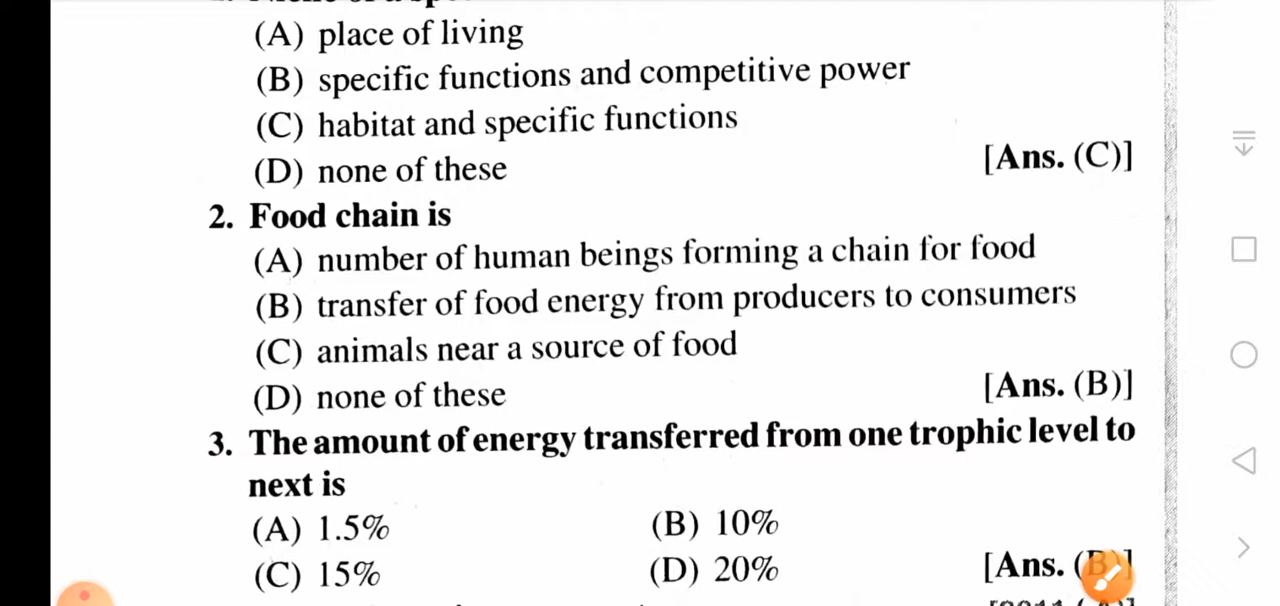 (A) place of living
(B) specific functions and competitive power
(C) habitat and specific functions
(D) none of these [Ans. (C)]
2. Food chain is
(A) number of human beings forming a chain for food
(B) transfer of food energy from producers to consumers
(C) animals near a source of food
(D) none of these [Ans. (B)]
3. The amount of energy transferred from one trophic level to
next is
(A) 1.5% (B) 10%
(C) 15% (D) 20% [Ans. (B)]